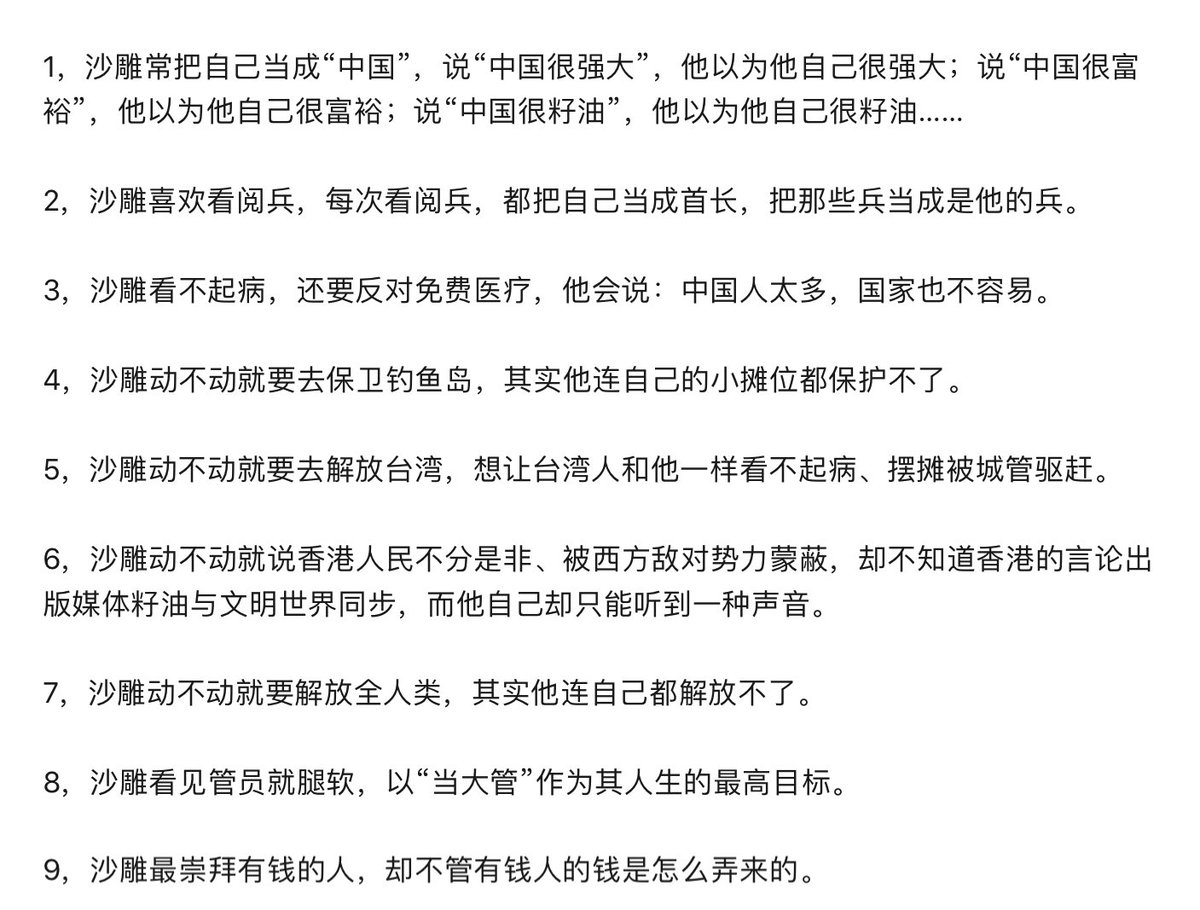 1，沙雕常把自己当成“中国”，说“中国很强大”，他以为他自己很强大；说“中国很富
裕”，他以为他自己很富裕；说“中国很籽油”，他以为他自己很籽油……
2，沙雕喜欢看阅兵，每次看阅兵，都把自己当成首长，把那些兵当成是他的兵。
3，沙雕看不起病，还要反对免费医疗，他会说：中国人太多，国家也不容易。
4，沙雕动不动就要去保卫钓鱼岛，其实他连自己的小摊位都保护不了。
5，沙雕动不动就要去解放台湾，想让台湾人和他一样看不起病、摆摊被城管驱赶。
6，沙雕动不动就说香港人民不分是非、被西方敌对势力蒙蔽，却不知道香港的言论出
版媒体籽油与文明世界同步，而他自己却只能听到一种声音。
7，沙雕动不动就要解放全人类，其实他连自己都解放不了。
8，沙雕看见管员就腿软，以“当大管”作为其人生的最高目标。
9，沙雕最崇拜有钱的人，却不管有钱人的钱是怎么弄来的。